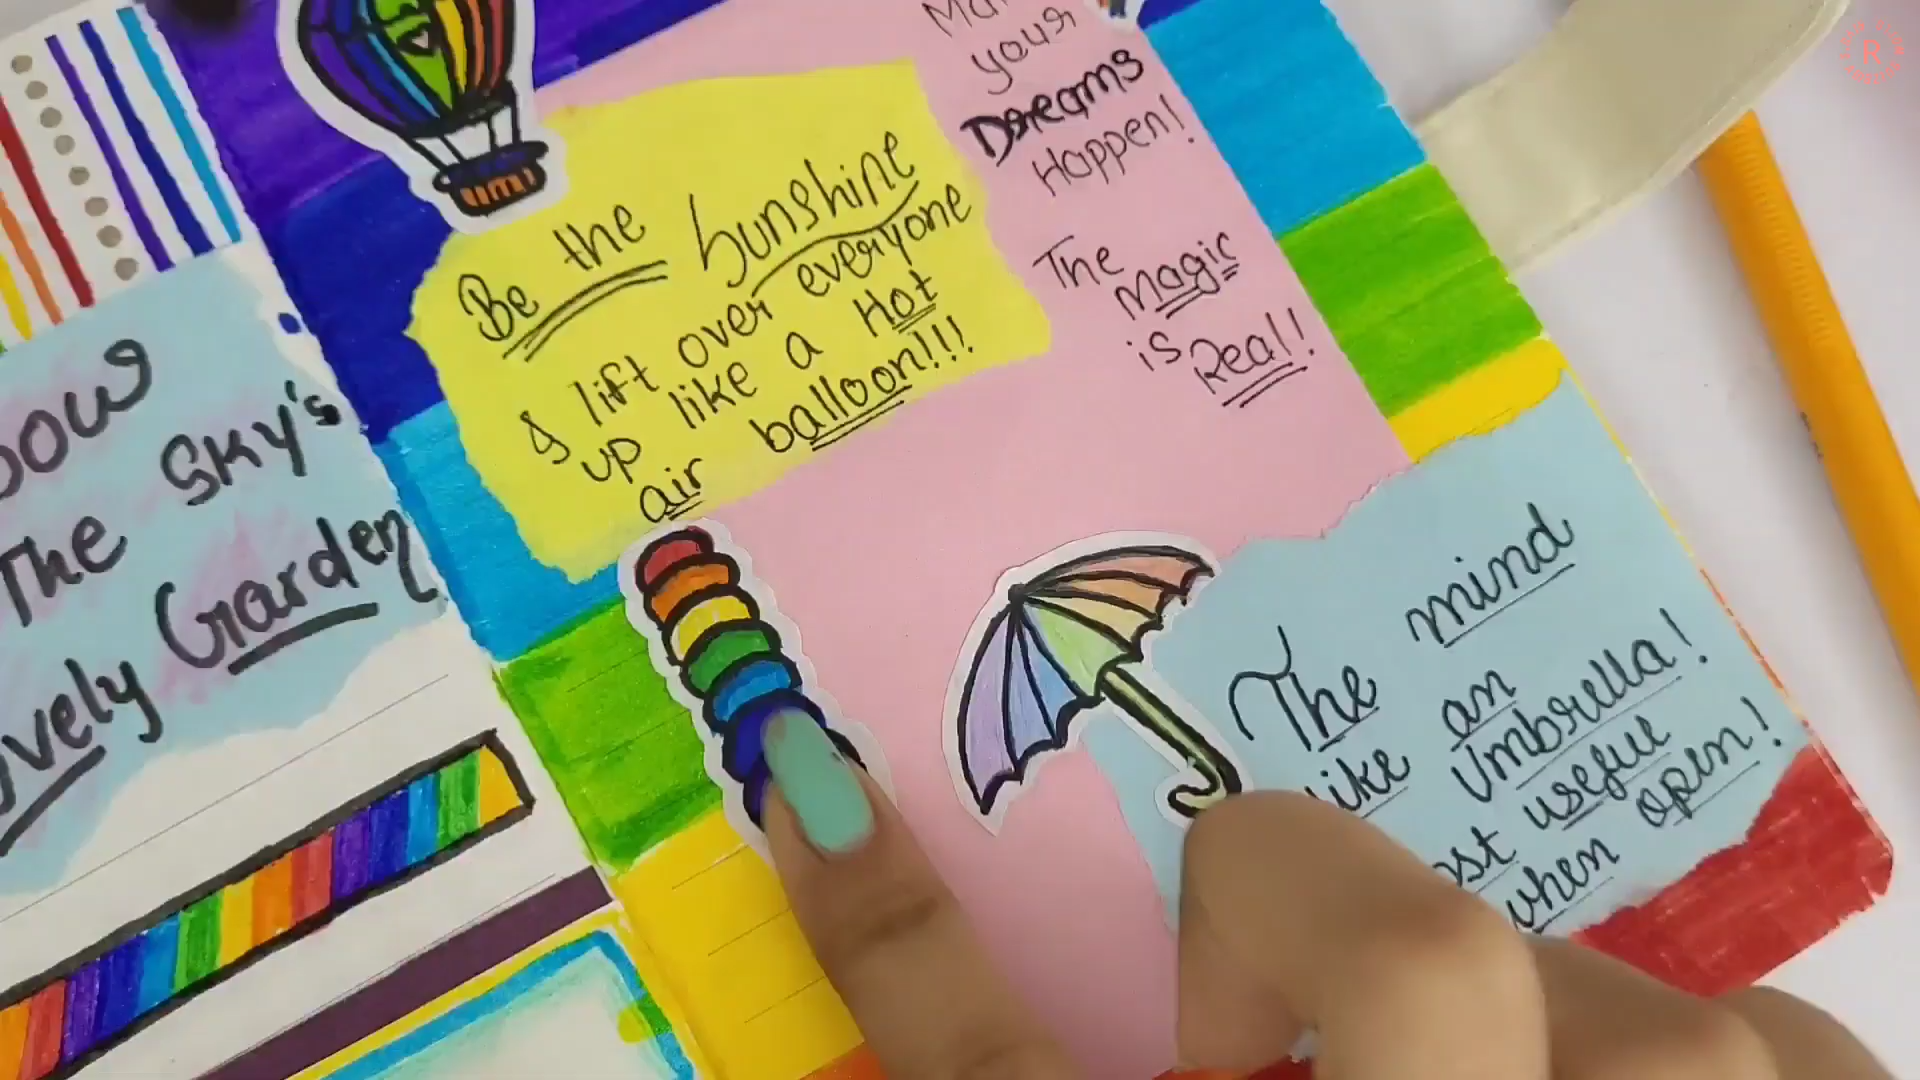 The Sky's
Garden
your
Dreams
Happen!
The
Magic
is
Real!
Be the Sunshine
& lift over everyone
up like a Hot
air balloon!!!
The mind
like an
Umbrella!
useful
when open!
R